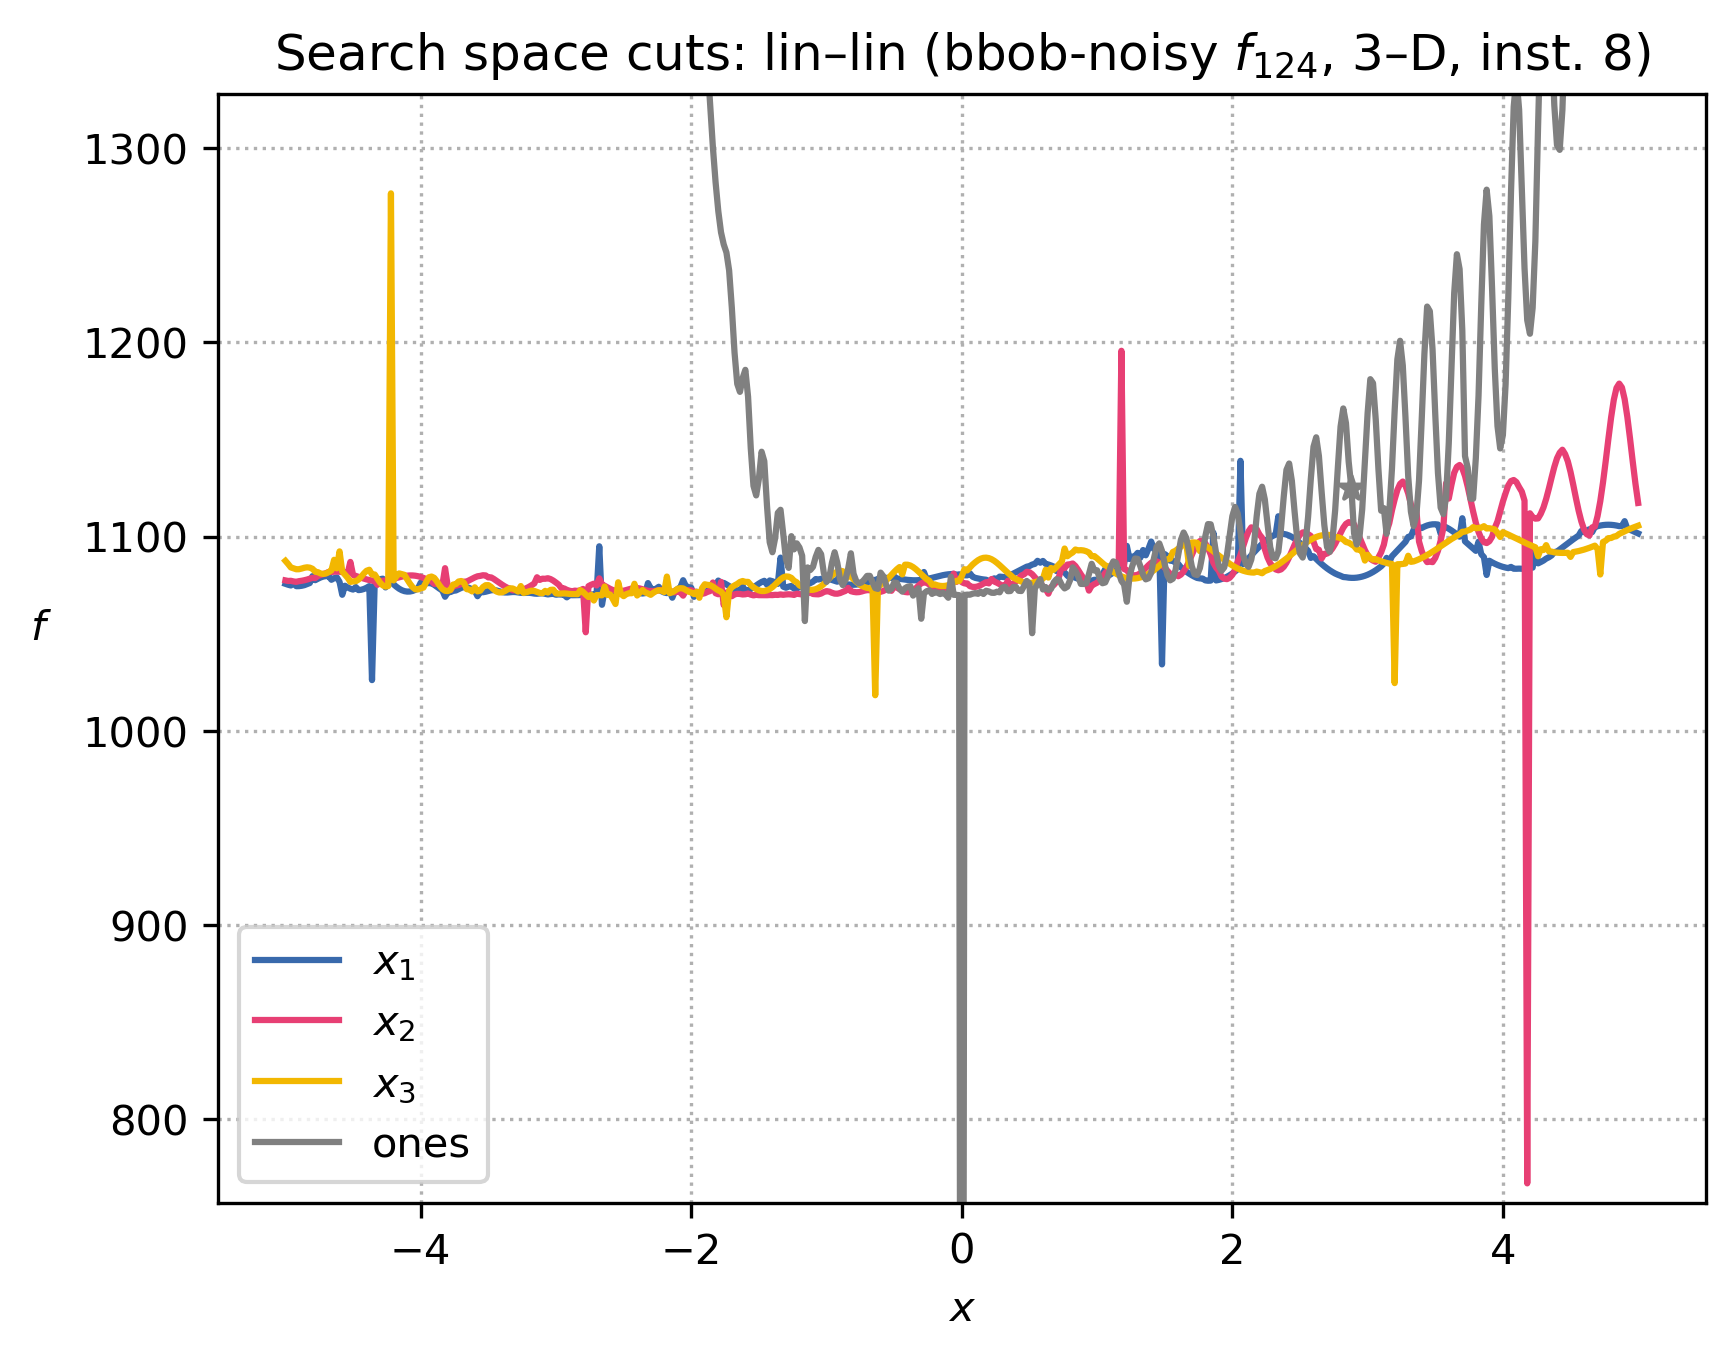 Search space cuts: lin–lin (bbob-noisy f₁₂₄, 3–D, inst. 8)
1300
1200
1100
1000
900
800
f
x₁
x₂
x₃
ones
−4
−2
0
2
4
x